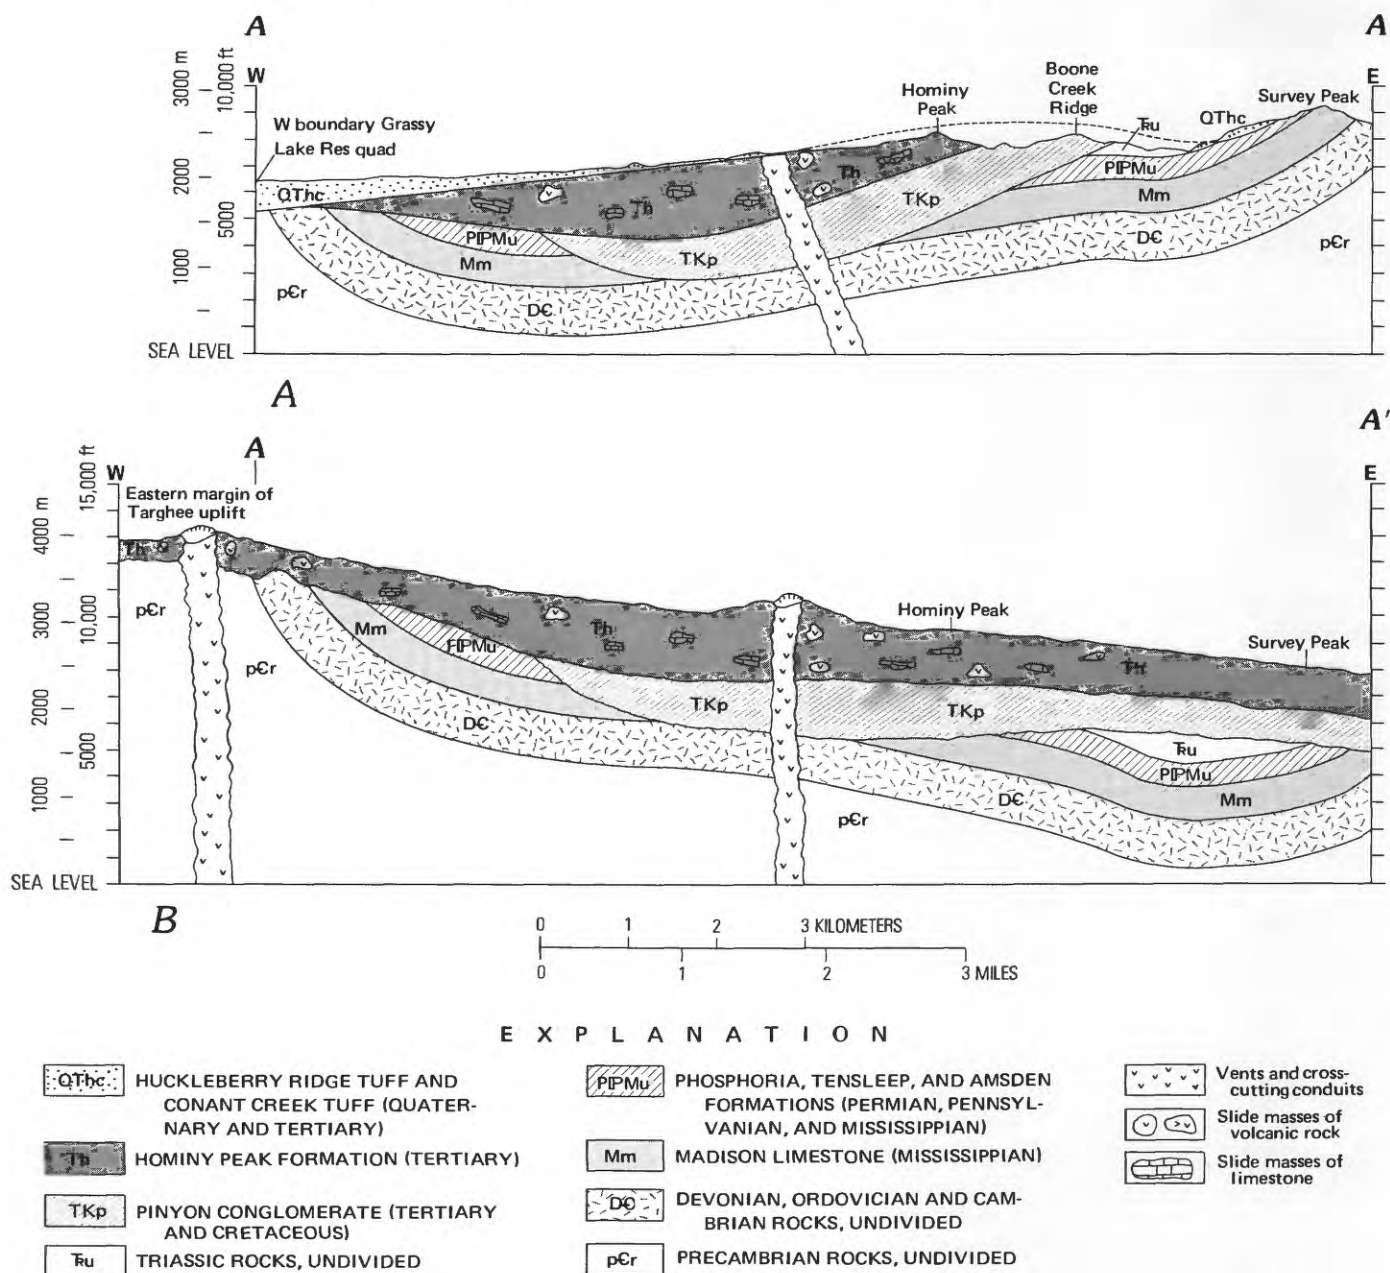 A
A
3000 m
10,000 ft
W
E
Hominy
Peak
Boone
Creek
Ridge
Survey Peak
QThc
Ꞓu
W boundary Grassy
Lake Res quad
2000
QThc
Th
Th
PIPMu
Mm
5000
TKp
PIPMu
1000
TKp
Mm
DЄ
pЄr
pЄr
DЄ
SEA LEVEL
A
A'
A
W
E
15,000 ft
Eastern margin of
Targhee uplift
4000 m
Th
pЄr
3000
10,000
Hominy Peak
Mm
Th
PIPMu
Survey Peak
Th
pЄr
2000
TKp
TKp
DЄ
5000
TRu
PIPMu
1000
DЄ
Mm
pЄr
SEA LEVEL
B
0 1 2 3 KILOMETERS
0 1 2 3 MILES
EXPLANATION
QThc HUCKLEBERRY RIDGE TUFF AND
CONANT CREEK TUFF (QUATER-
NARY AND TERTIARY)
Th HOMINY PEAK FORMATION (TERTIARY)
TKp PINYON CONGLOMERATE (TERTIARY
AND CRETACEOUS)
TRu TRIASSIC ROCKS, UNDIVIDED
PIPMu PHOSPHORIA, TENSLEEP, AND AMSDEN
FORMATIONS (PERMIAN, PENNSYL-
VANIAN, AND MISSISSIPPIAN)
Mm MADISON LIMESTONE (MISSISSIPPIAN)
DЄ DEVONIAN, ORDOVICIAN AND CAM-
BRIAN ROCKS, UNDIVIDED
pЄr PRECAMBRIAN ROCKS, UNDIVIDED
Vents and cross-
cutting conduits
Slide masses of
volcanic rock
Slide masses of
limestone